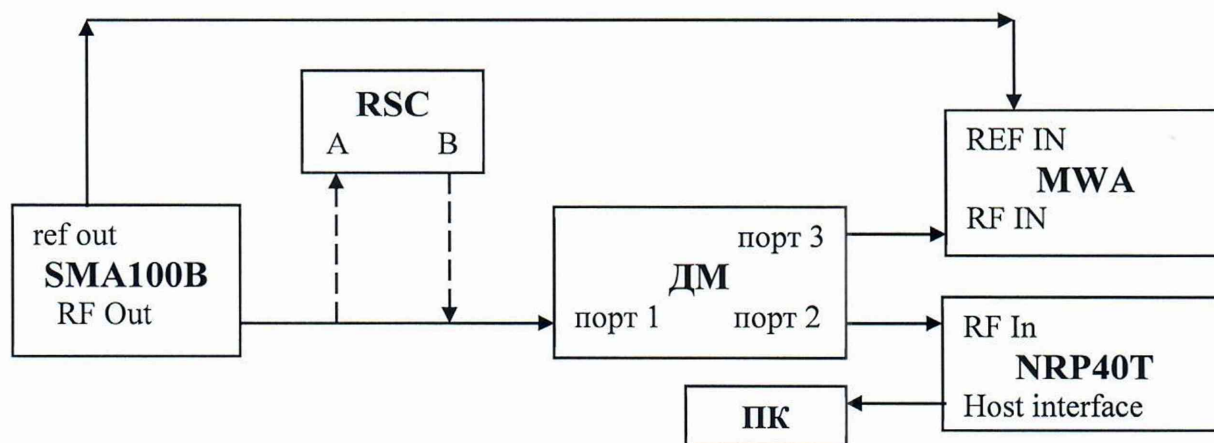 RSC
A B
REF IN
MWA
RF IN
ref out
SMA100B
RF Out
порт 3
ДМ
порт 1 порт 2
RF In
NRP40T
Host interface
ПК